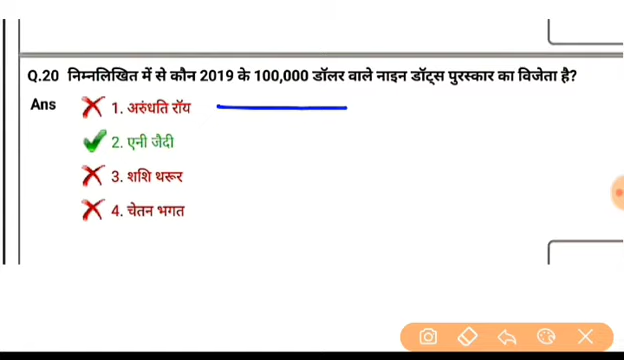 Q.20 निम्नलिखित में से कौन 2019 के 100,000 डॉलर वाले नाइन डॉट्स पुरस्कार का विजेता है?
Ans 1. अरुंधति रॉय
2. एनी जैदी
3. शशि थरूर
4. चेतन भगत